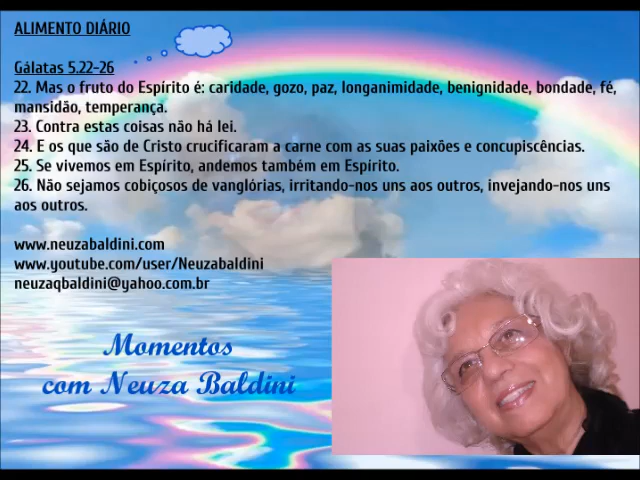 ALIMENTO DIÁRIO
Gálatas 5.22-26
22. Mas o fruto do Espírito é: caridade, gozo, paz, longanimidade, benignidade, bondade, fé,
mansidão, temperança.
23. Contra estas coisas não há lei.
24. E os que são de Cristo crucificaram a carne com as suas paixões e concupiscências.
25. Se vivemos em Espírito, andemos também em Espírito.
26. Não sejamos cobiçosos de vanglórias, irritando-nos uns aos outros, invejando-nos uns
aos outros.
www.neuzabaldini.com
www.youtube.com/user/Neuzabaldini
neuzaqbaldini@yahoo.com.br
Momentos
com Neuza Baldini